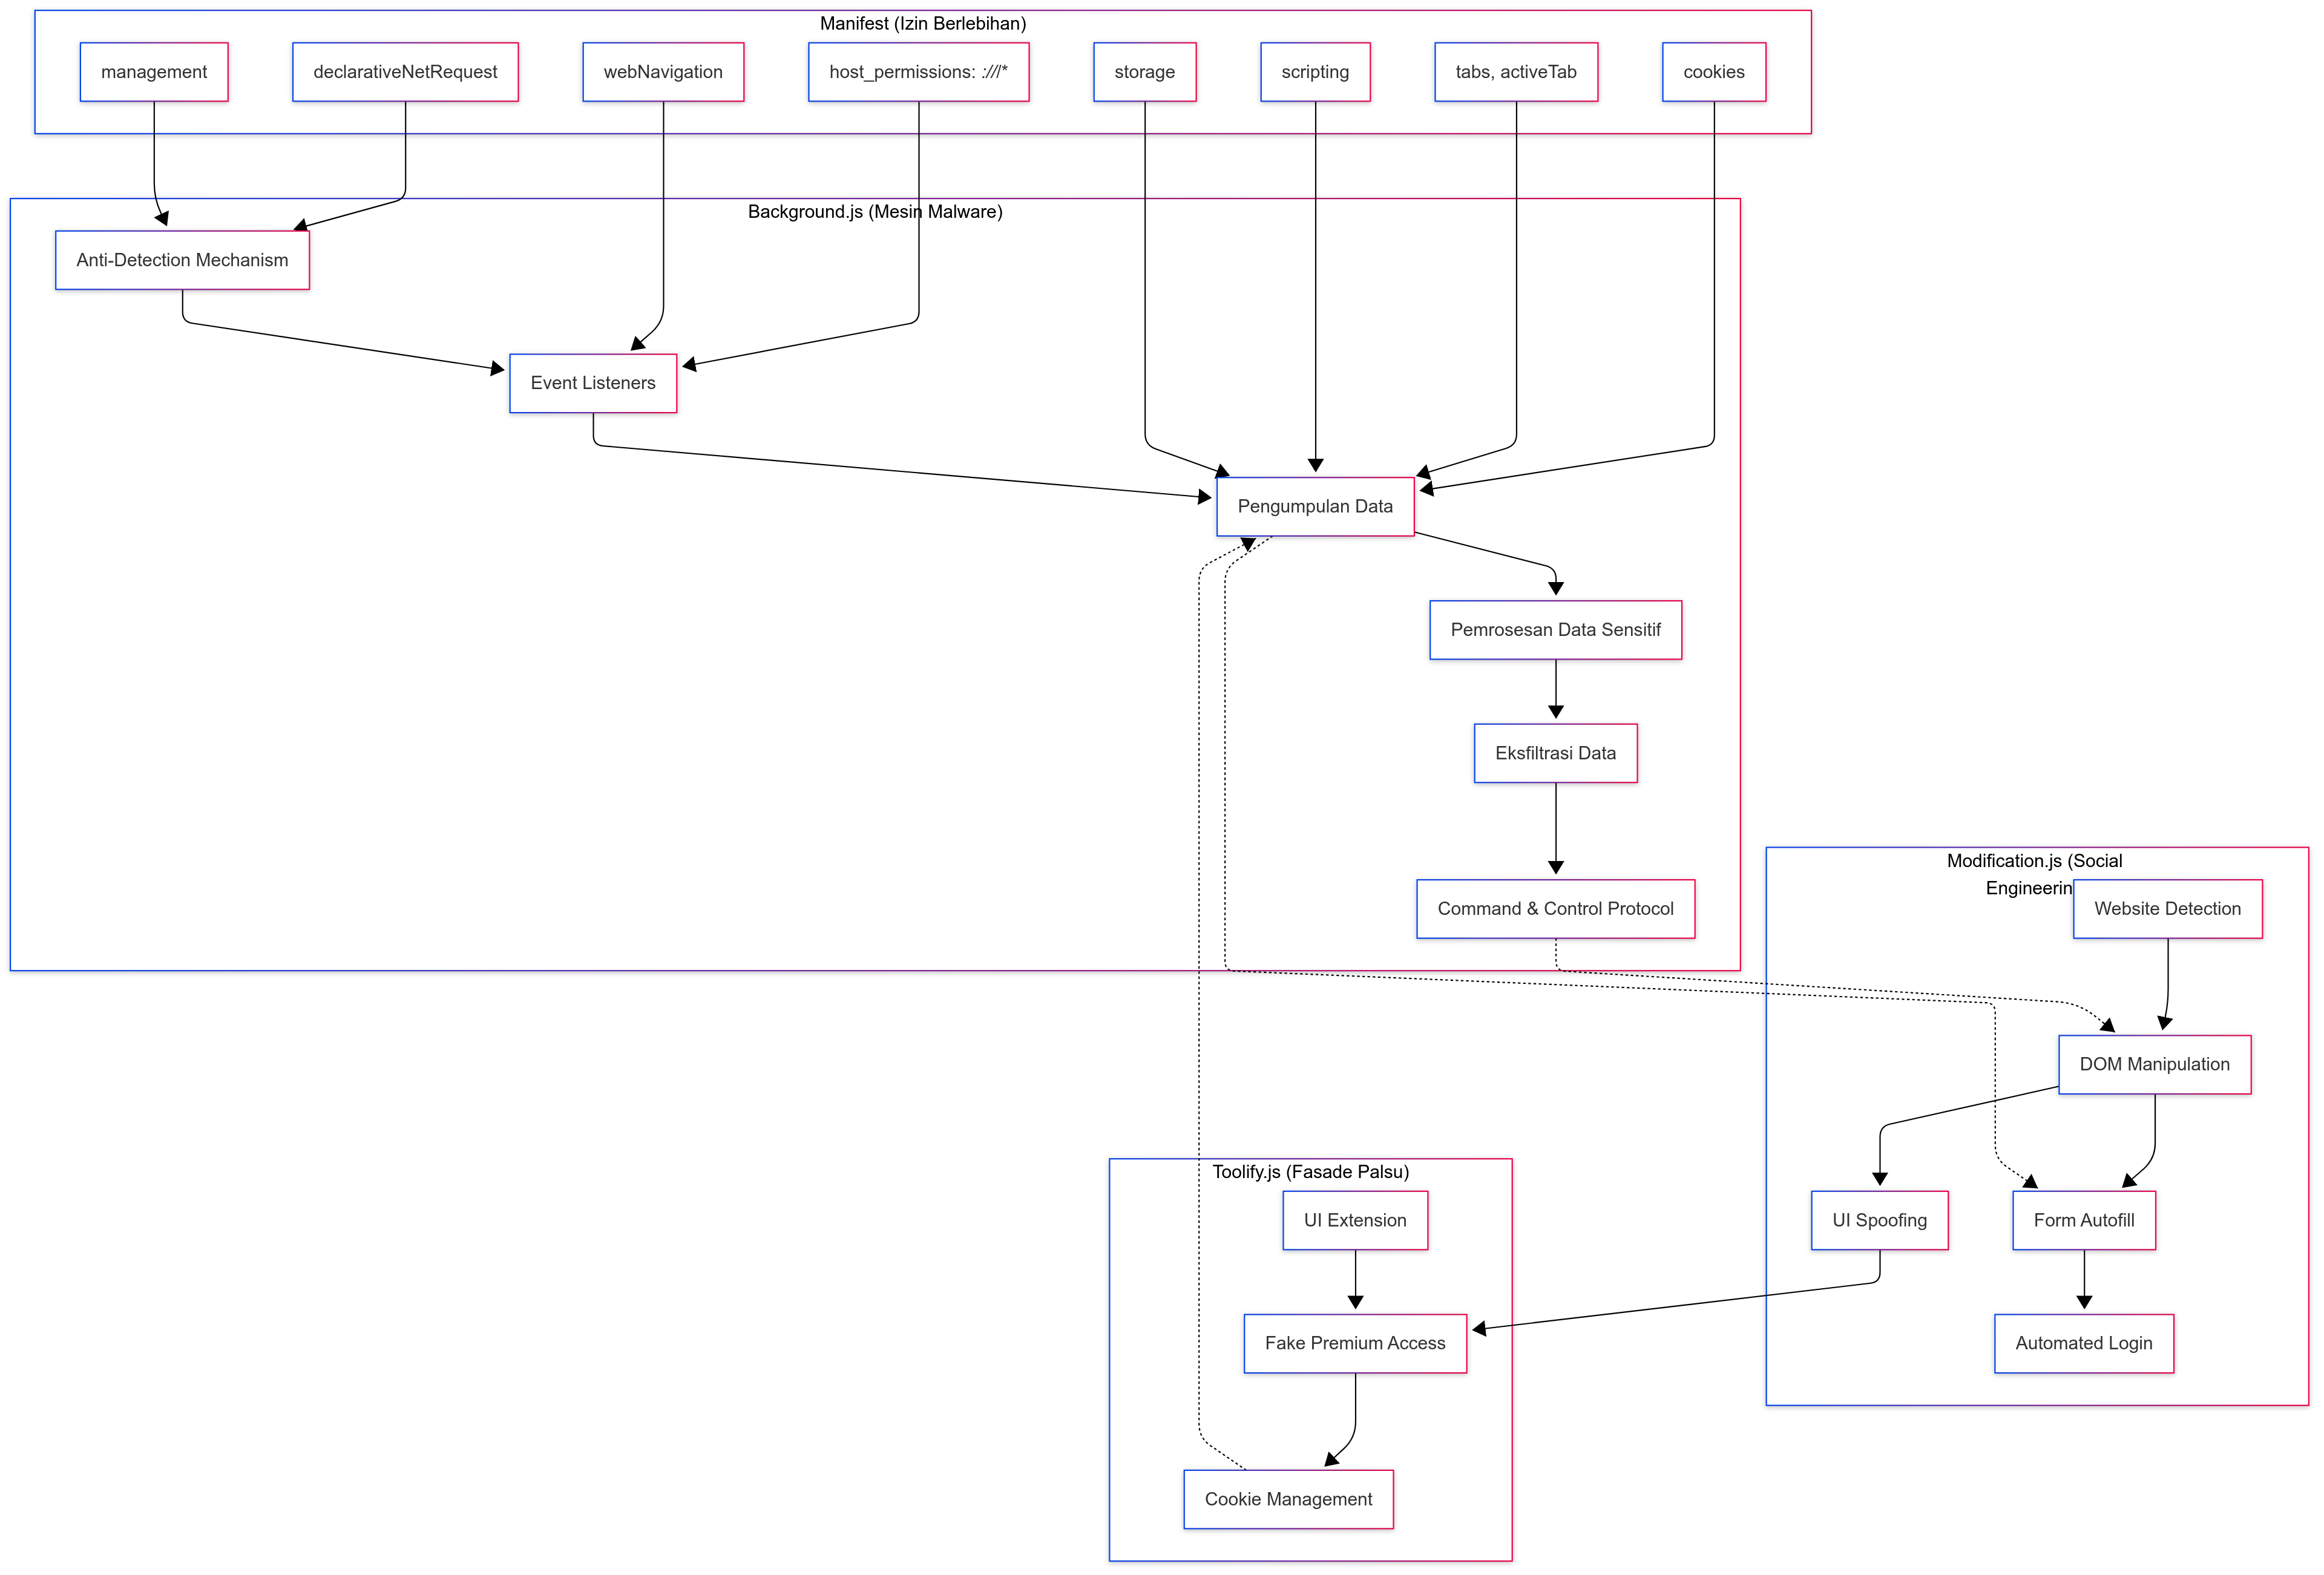 Manifest (Izin Berlebihan)
management
declarativeNetRequest
webNavigation
host_permissions: :///*
storage
scripting
tabs, activeTab
cookies
Background.js (Mesin Malware)
Anti-Detection Mechanism
Event Listeners
Pengumpulan Data
Pemrosesan Data Sensitif
Eksfiltrasi Data
Command & Control Protocol
Modification.js (Social
Engineerin
Website Detection
DOM Manipulation
UI Spoofing
Form Autofill
Automated Login
Toolify.js (Fasade Palsu)
UI Extension
Fake Premium Access
Cookie Management